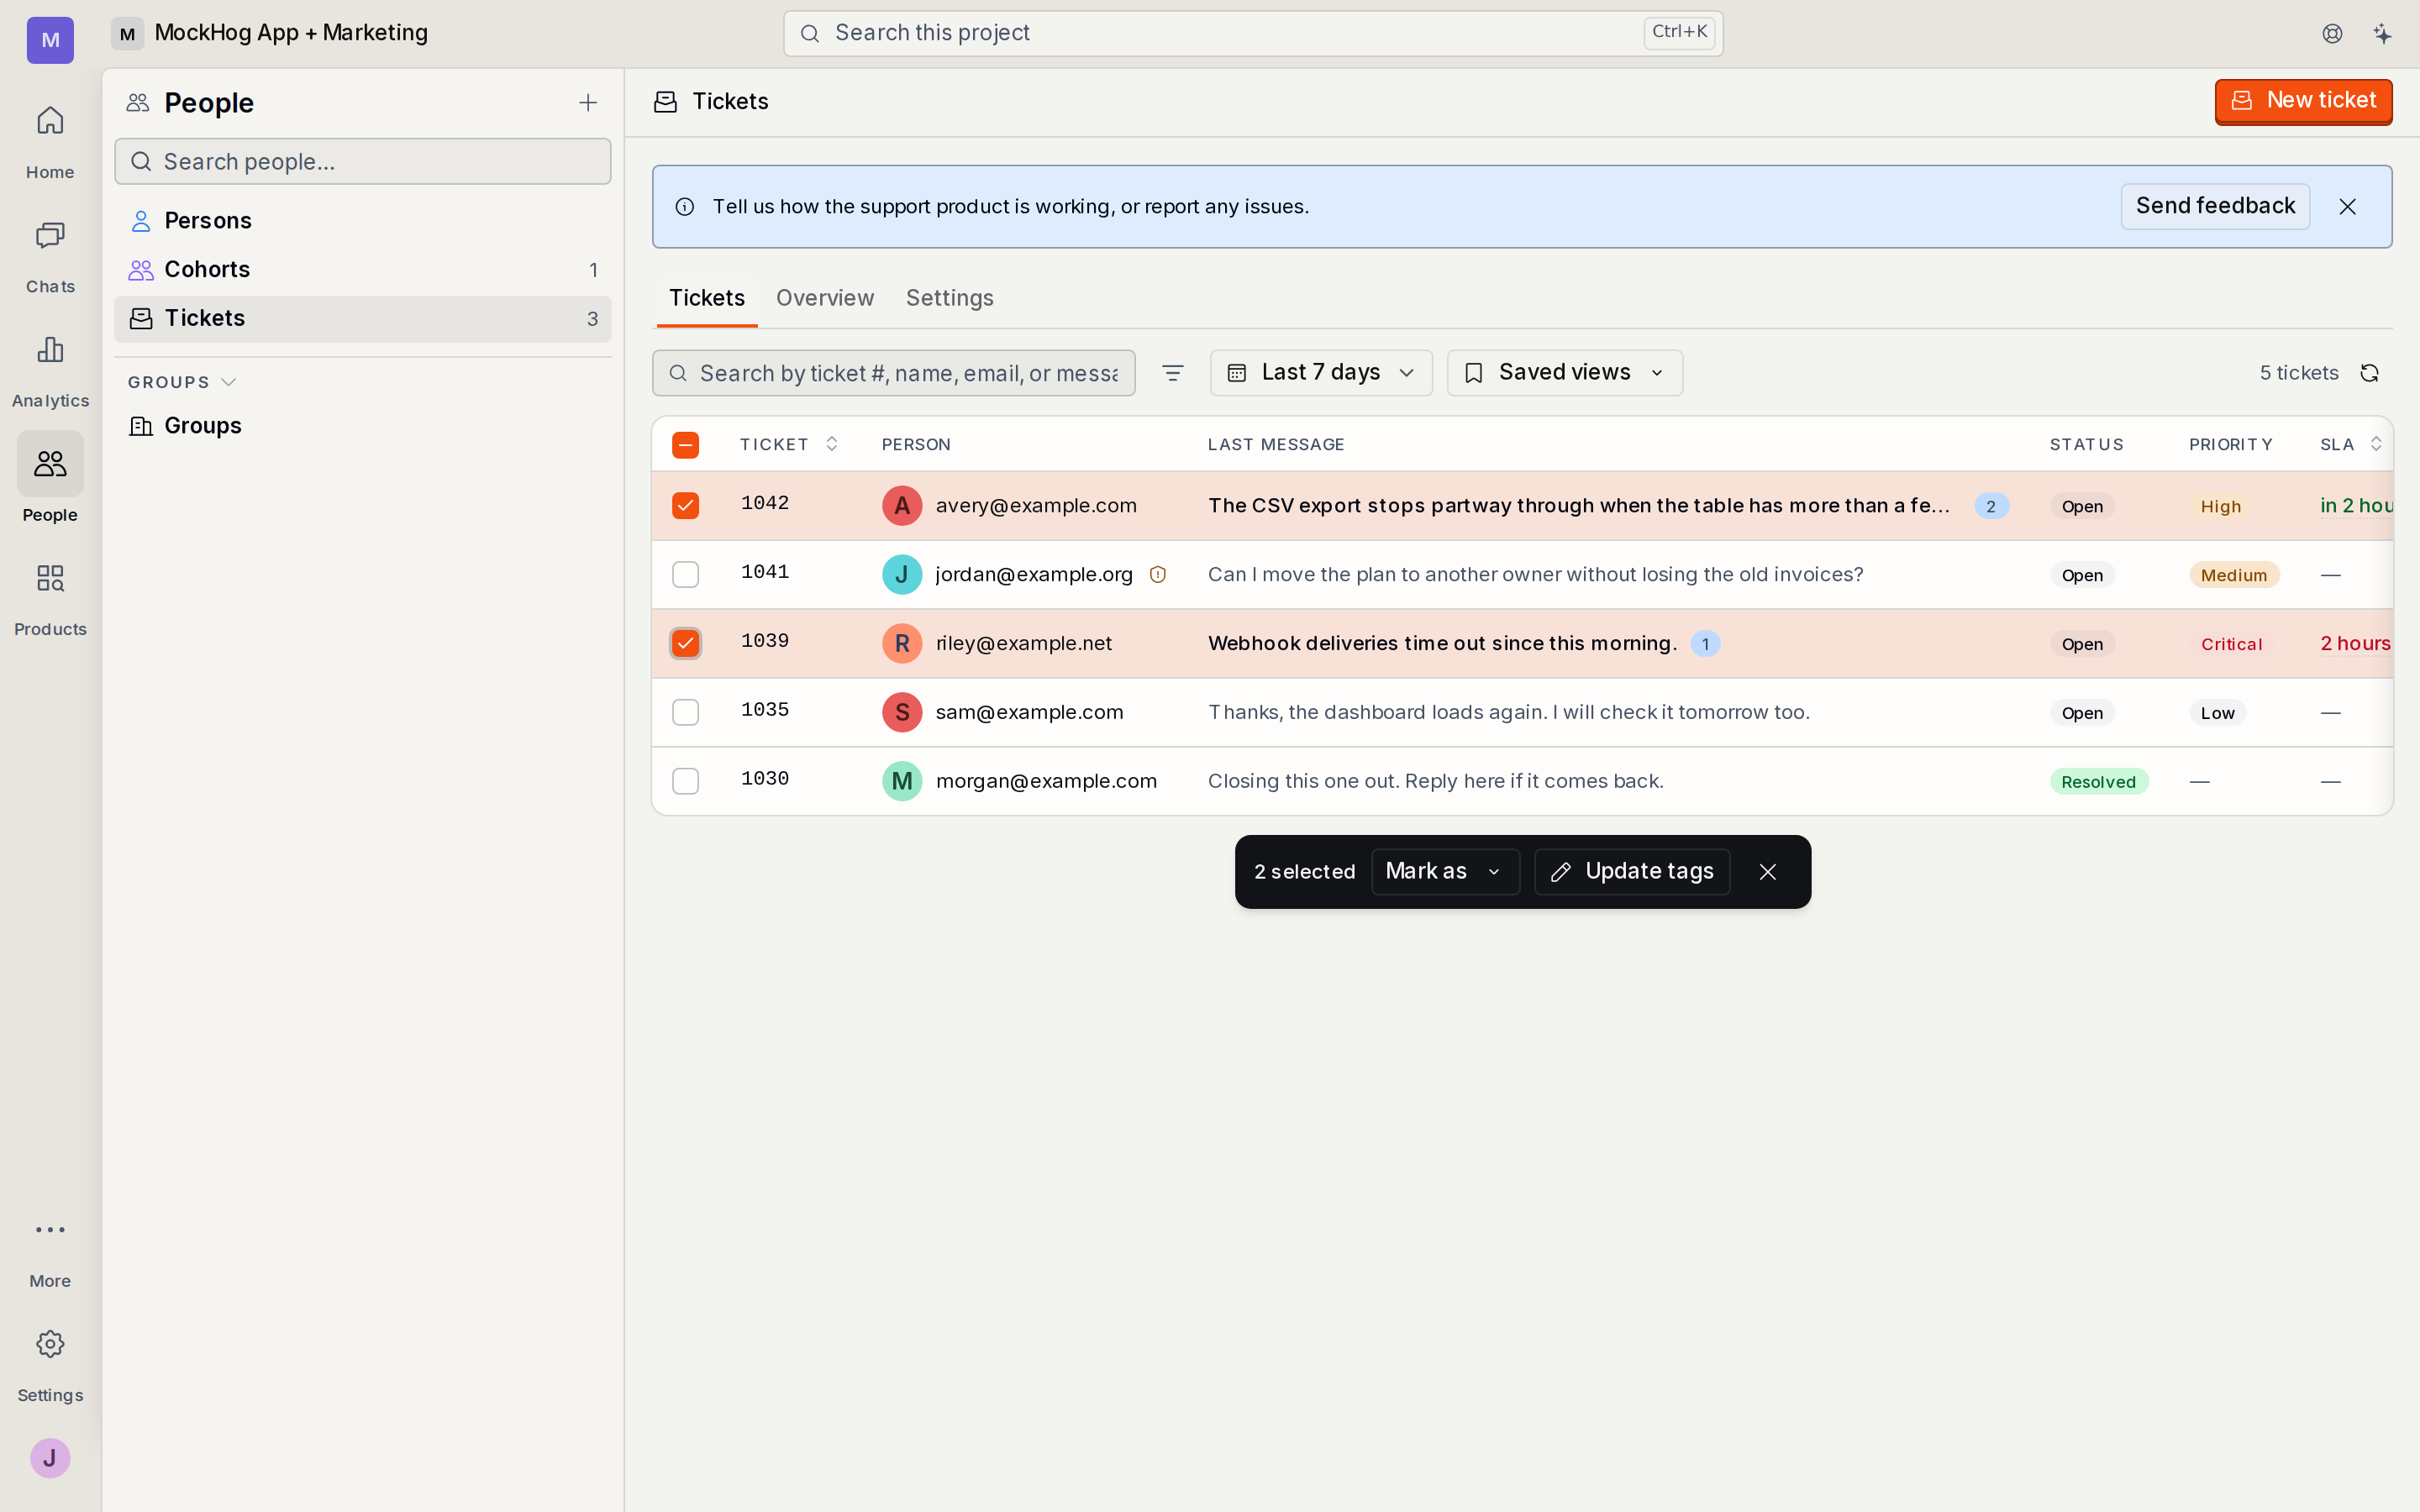 M
M MockHog App + Marketing
Search this project
Ctrl+K
Home
Chats
Analytics
People
Products
More
Settings
J
People
Search people...
Persons
Cohorts 1
Tickets 3
GROUPS
Groups
Tickets
New ticket
Tell us how the support product is working, or report any issues.
Send feedback
Tickets Overview Settings
Search by ticket #, name, email, or messa
Last 7 days
Saved views
5 tickets
TICKET PERSON LAST MESSAGE STATUS PRIORITY SLA
1042 A avery@example.com The CSV export stops partway through when the table has more than a fe... 2 Open High in 2 hou
1041 J jordan@example.org Can I move the plan to another owner without losing the old invoices? Open Medium —
1039 R riley@example.net Webhook deliveries time out since this morning. 1 Open Critical 2 hours
1035 S sam@example.com Thanks, the dashboard loads again. I will check it tomorrow too. Open Low —
1030 M morgan@example.com Closing this one out. Reply here if it comes back. Resolved — —
2 selected Mark as Update tags